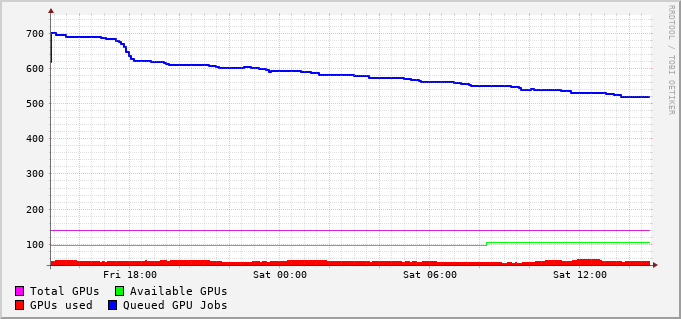 RRDTOOL / TOBI OETIKER
700
600
500
400
300
200
100
Fri 18:00 Sat 00:00 Sat 06:00 Sat 12:00
Total GPUs Available GPUs
GPUs used Queued GPU Jobs